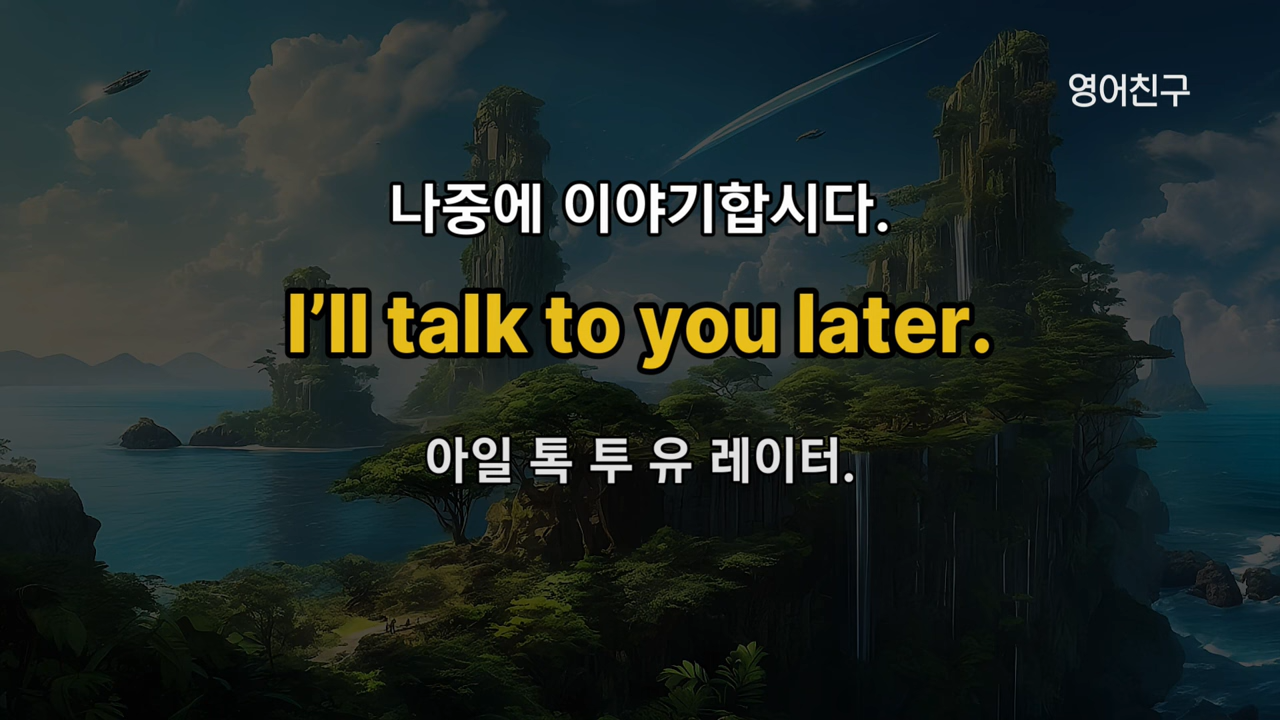 영어친구
나중에 이야기합시다.
I'll talk to you later.
아일 톡 투 유 레이터.